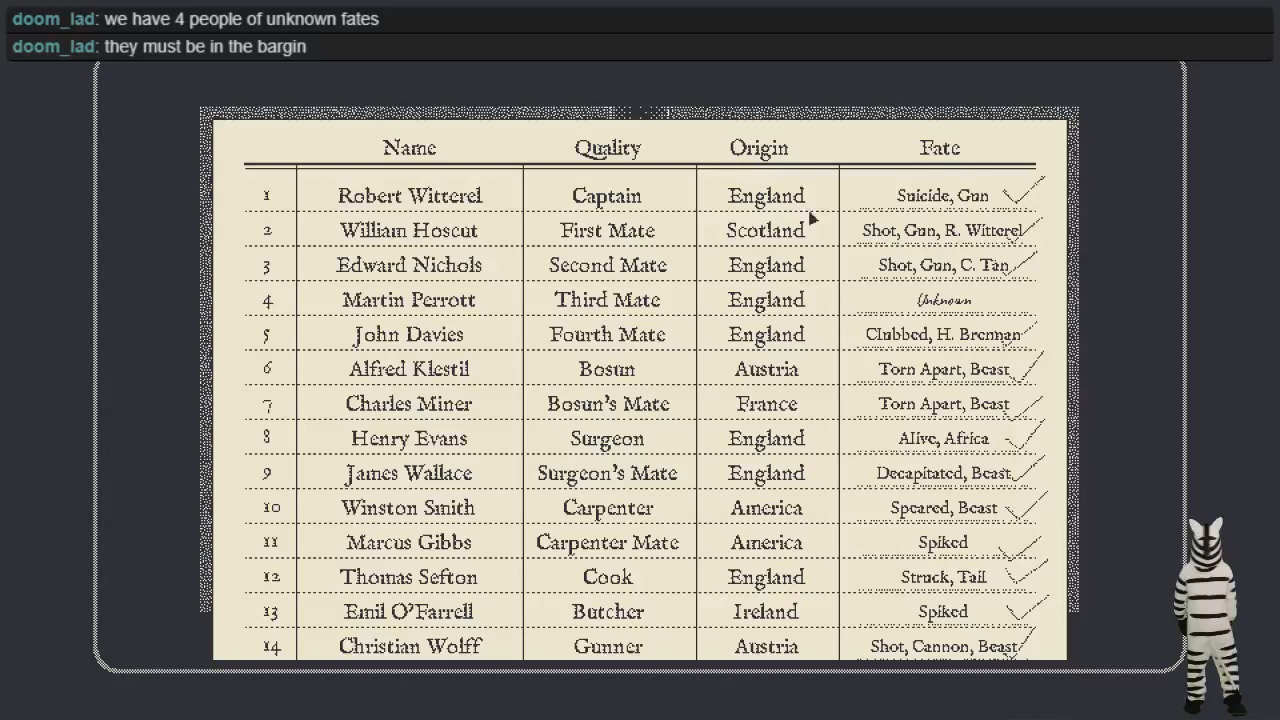 doom_lad: we have 4 people of unknown fates
doom_lad: they must be in the bargin
Name Quality Origin Fate
1 Robert Witterel Captain England Suicide, Gun
2 William Hoscut First Mate Scotland Shot, Gun, R. Witterel
3 Edward Nichols Second Mate England Shot, Gun, C. Tan
4 Martin Perrott Third Mate England Unknown
5 John Davies Fourth Mate England Clubbed, H. Brennan
6 Alfred Klestil Bosun Austria Torn Apart, Beast
7 Charles Miner Bosun's Mate France Torn Apart, Beast
8 Henry Evans Surgeon England Alive, Africa
9 James Wallace Surgeon's Mate England Decapitated, Beast
10 Winston Smith Carpenter America Speared, Beast
11 Marcus Gibbs Carpenter Mate America Spiked
12 Thomas Sefton Cook England Struck, Tail
13 Emil O'Farrell Butcher Ireland Spiked
14 Christian Wolff Gunner Austria Shot, Cannon, Beast